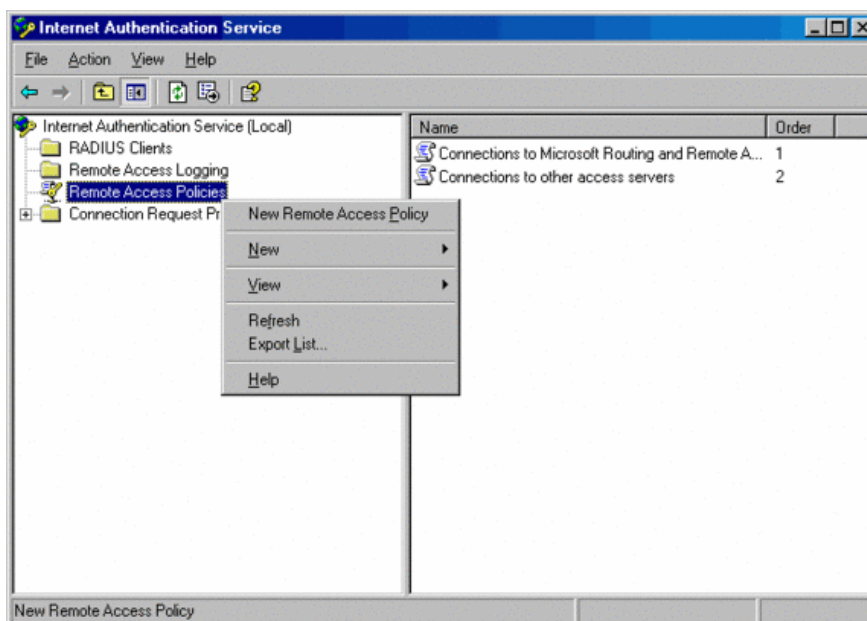 Internet Authentication Service
File Action View Help
Internet Authentication Service (Local)
RADIUS Clients
Remote Access Logging
Remote Access Policies
Connection Request Pr
New Remote Access Policy
New
View
Refresh
Export List...
Help
Name Order
Connections to Microsoft Routing and Remote A... 1
Connections to other access servers 2
New Remote Access Policy